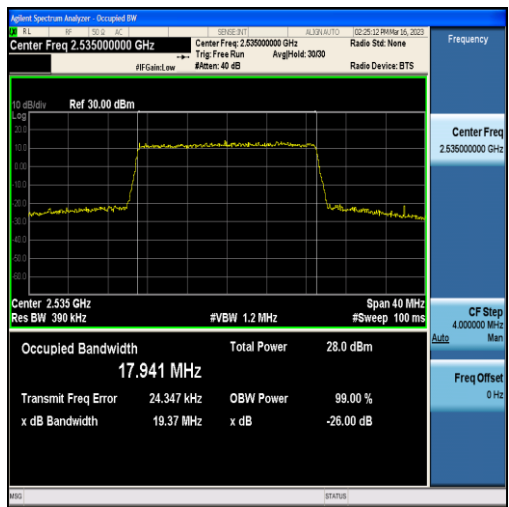 Agilent Spectrum Analyzer - Occupied BW
RL RF 50 Ω AC SENSE:INT ALIGN AUTO 02:25:12 PM Mar 16, 2023
Center Freq 2.535000000 GHz
Center Freq: 2.535000000 GHz
Radio Std: None
Trig: Free Run Avg|Hold: 30/30
#IFGain:Low
#Atten: 40 dB
Radio Device: BTS
Frequency
10 dB/div Ref 30.00 dBm
Log
20.0
10.0
0.00
-10.0
-20.0
-30.0
-40.0
-50.0
-60.0
Center 2.535 GHz Span 40 MHz
Res BW 390 kHz #VBW 1.2 MHz #Sweep 100 ms
Occupied Bandwidth Total Power 28.0 dBm
17.941 MHz
Transmit Freq Error 24.347 kHz OBW Power 99.00 %
x dB Bandwidth 19.37 MHz x dB -26.00 dB
Center Freq
2.535000000 GHz
CF Step
4.000000 MHz
Auto Man
Freq Offset
0 Hz
MSG STATUS